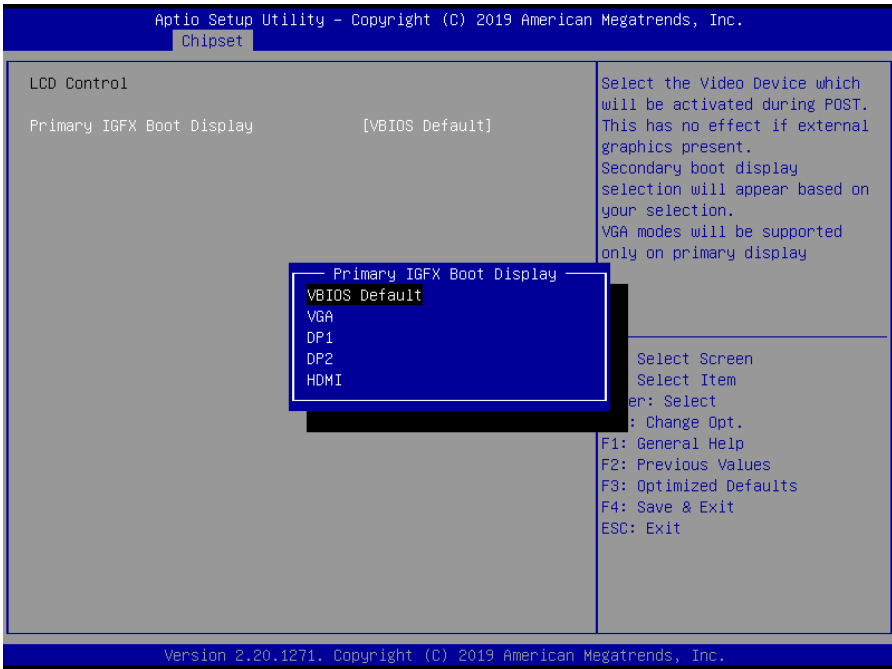 Aptio Setup Utility – Copyright (C) 2019 American Megatrends, Inc.
Chipset
LCD Control
Primary IGFX Boot Display [VBIOS Default]
Select the Video Device which
will be activated during POST.
This has no effect if external
graphics present.
Secondary boot display
selection will appear based on
your selection.
VGA modes will be supported
only on primary display
Primary IGFX Boot Display
VBIOS Default
VGA
DP1
DP2
HDMI
Select Screen
Select Item
er: Select
: Change Opt.
F1: General Help
F2: Previous Values
F3: Optimized Defaults
F4: Save & Exit
ESC: Exit
Version 2.20.1271. Copyright (C) 2019 American Megatrends, Inc.